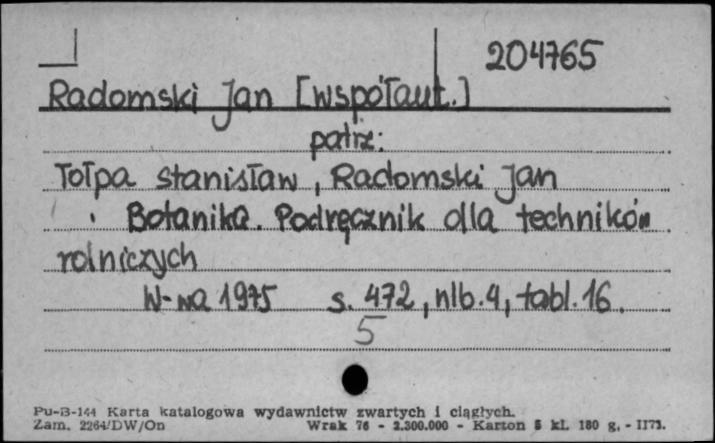 204765
Radomski Jan [współaut.]
patrz:
Tołpa Stanisław, Radomski Jan
Botanika. Podręcznik dla techników
rolniczych
W-wa 1975 s. 472, nlb. 4, tabl. 16.
5
Pu-B-144 Karta katalogowa wydawnictw zwartych i ciągłych.
Zam. 2264/DW/On Wrak 76 - 2.300.000 - Karton 5 kl. 180 g. - II73.